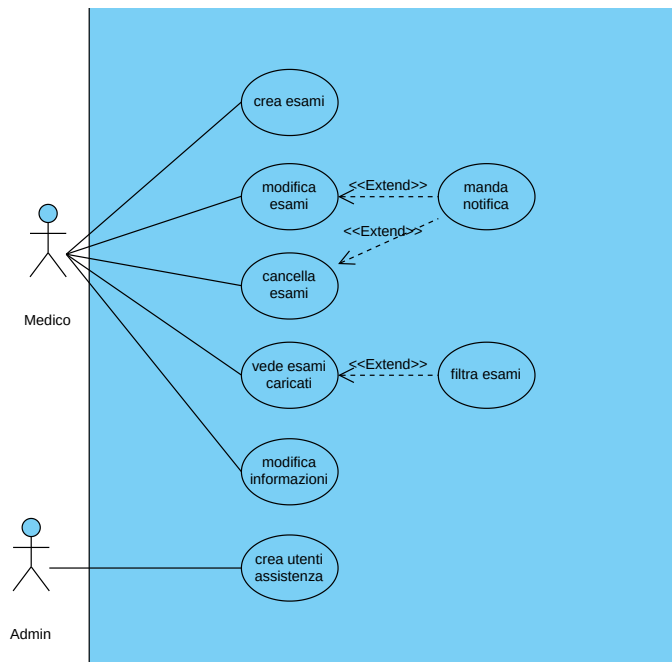 crea esami
modifica
esami
<<Extend>>
manda
notifica
<<Extend>>
cancella
esami
Medico
vede esami
caricati
<<Extend>>
filtra esami
modifica
informazioni
crea utenti
assistenza
Admin